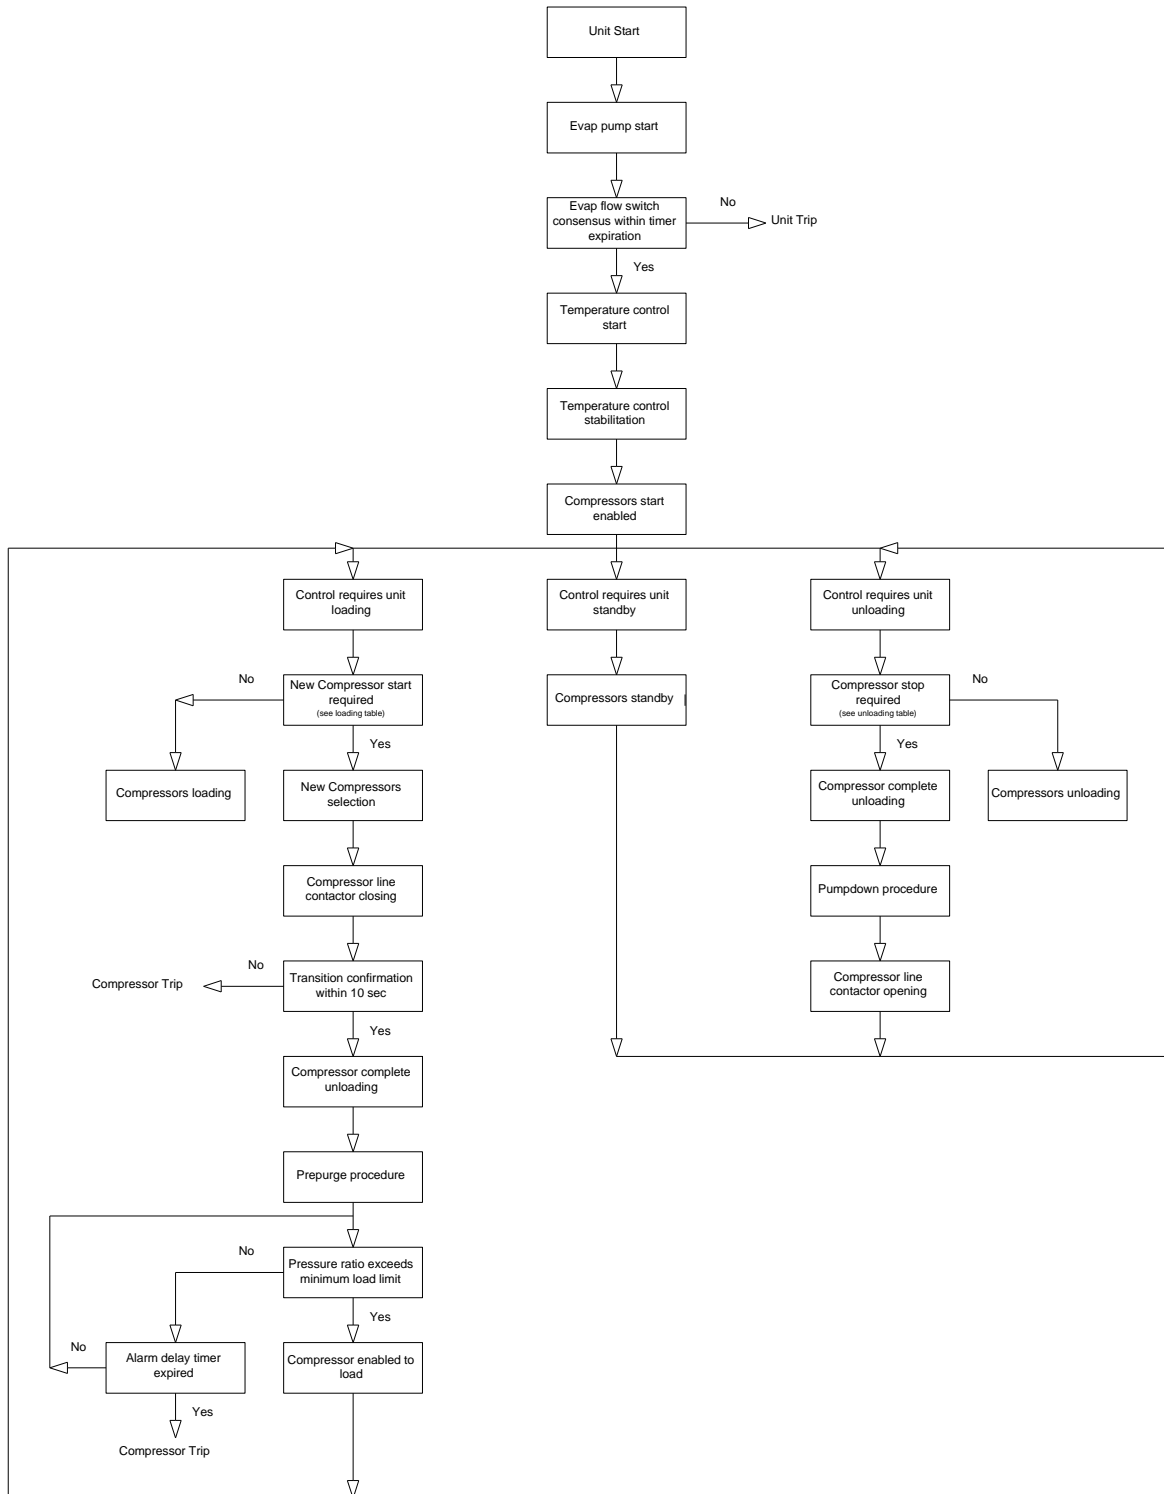 Unit Start
Evap pump start
Evap flow switch
consensus within timer
expiration
No
Unit Trip
Yes
Temperature control
start
Temperature control
stabilitation
Compressors start
enabled
Control requires unit
loading
Control requires unit
standby
Control requires unit
unloading
No
New Compressor start
required
(see loading table)
Compressors standby
Compressor stop
required
(see unloading table)
No
Yes
Yes
Compressors loading
New Compressors
selection
Compressor complete
unloading
Compressors unloading
Compressor line
contactor closing
Pumpdown procedure
Compressor Trip
No
Transition confirmation
within 10 sec
Compressor line
contactor opening
Yes
Compressor complete
unloading
Prepurge procedure
No
Pressure ratio exceeds
minimum load limit
Yes
No
Alarm delay timer
expired
Compressor enabled to
load
Yes
Compressor Trip